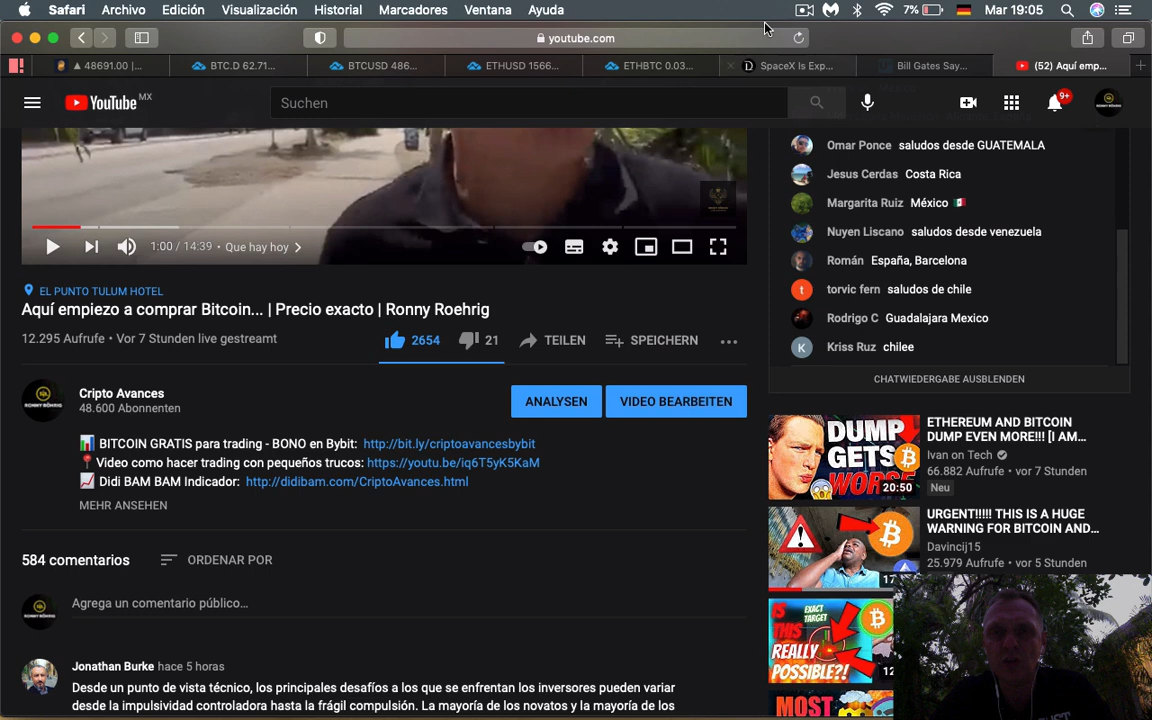 Safari Archivo Edición Visualización Historial Marcadores Ventana Ayuda 7% Mar 19:05
youtube.com
▲ 48691.00 |... BTC.D 62.71... BTCUSD 486... ETHUSD 1566... ETHBTC 0.03... SpaceX Is Exp... Bill Gates Say... (52) Aquí emp...
YouTube MX Suchen 9+
1:00 / 14:39 • Que hay hoy
EL PUNTO TULUM HOTEL
Aquí empiezo a comprar Bitcoin... | Precio exacto | Ronny Roehrig
12.295 Aufrufe • Vor 7 Stunden live gestreamt
2654 21 TEILEN SPEICHERN
Cripto Avances
48.600 Abonnenten
ANALYSEN VIDEO BEARBEITEN
BITCOIN GRATIS para trading - BONO en Bybit: http://bit.ly/criptoavancesbybit
Video como hacer trading con pequeños trucos: https://youtu.be/iq6T5yK5KaM
Didi BAM BAM Indicador: http://didibam.com/CriptoAvances.html
MEHR ANSEHEN
584 comentarios ORDENAR POR
Agrega un comentario público...
Jonathan Burke hace 5 horas
Desde un punto de vista técnico, los principales desafíos a los que se enfrentan los inversores pueden variar
desde la impulsividad controladora hasta la frágil compulsión. La mayoría de los novatos y la mayoría de los
Omar Ponce saludos desde GUATEMALA
Jesus Cerdas Costa Rica
Margarita Ruiz México
Nuyen Liscano saludos desde venezuela
Román España, Barcelona
t torvic fern saludos de chile
Rodrigo C Guadalajara Mexico
K Kriss Ruz chilee
CHATWIEDERGABE AUSBLENDEN
DUMP
GETS
WORSE
20:50
ETHEREUM AND BITCOIN
DUMP EVEN MORE!!! [I AM...
Ivan on Tech
66.882 Aufrufe • vor 7 Stunden
Neu
17
URGENT!!!!! THIS IS A HUGE
WARNING FOR BITCOIN AND...
Davincij15
25.979 Aufrufe • vor 5 Stunden
IS THIS
EXACT
TARGET
REALLY
POSSIBLE?!
12
MOST